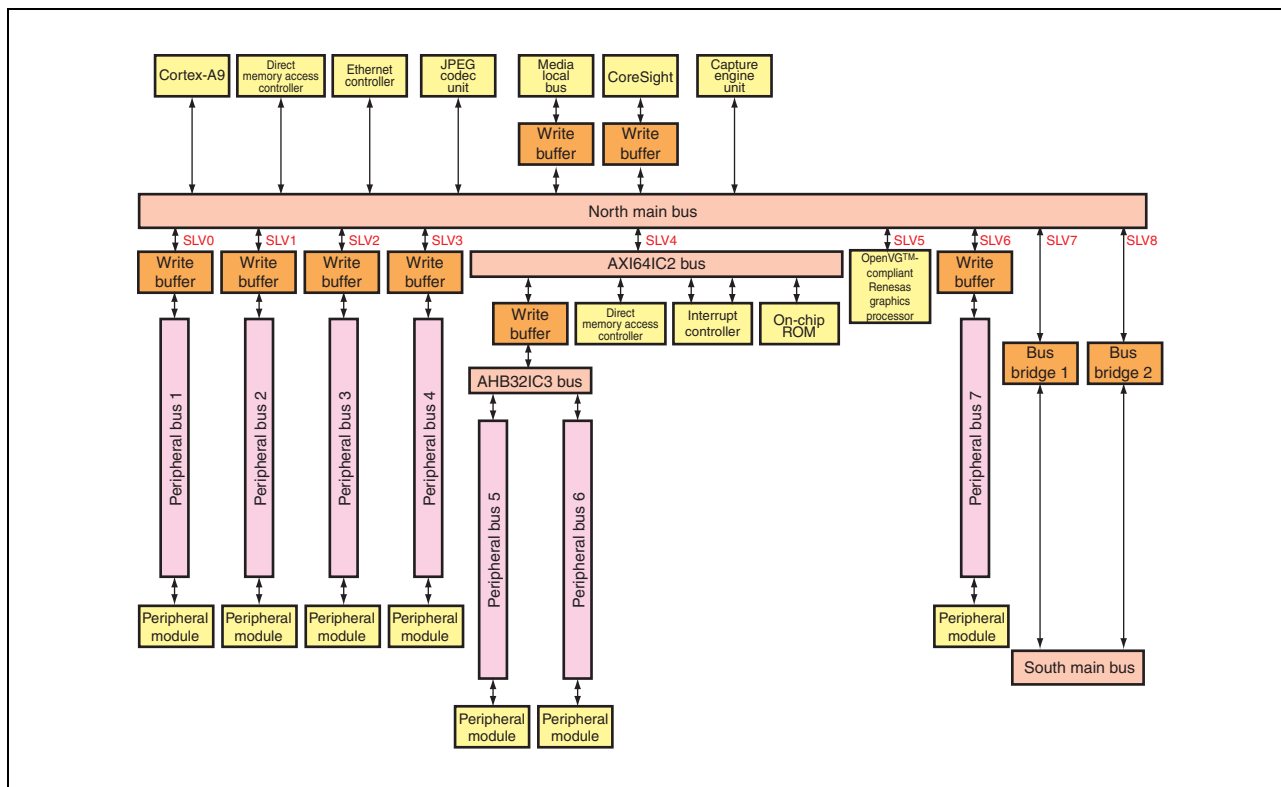 Cortex-A9
Direct
memory access
controller
Ethernet
controller
JPEG
codec
unit
Media
local
bus
CoreSight
Capture
engine
unit
Write
buffer
Write
buffer
North main bus
SLV0
SLV1
SLV2
SLV3
SLV4
SLV5
SLV6
SLV7
SLV8
Write
buffer
Write
buffer
Write
buffer
Write
buffer
AXI64IC2 bus
OpenVG™-
compliant
Renesas
graphics
processor
Write
buffer
Write
buffer
Direct
memory access
controller
Interrupt
controller
On-chip
ROM
Bus
bridge 1
Bus
bridge 2
AHB32IC3 bus
Peripheral bus 1
Peripheral bus 2
Peripheral bus 3
Peripheral bus 4
Peripheral bus 5
Peripheral bus 6
Peripheral bus 7
Peripheral
module
Peripheral
module
Peripheral
module
Peripheral
module
Peripheral
module
South main bus
Peripheral
module
Peripheral
module